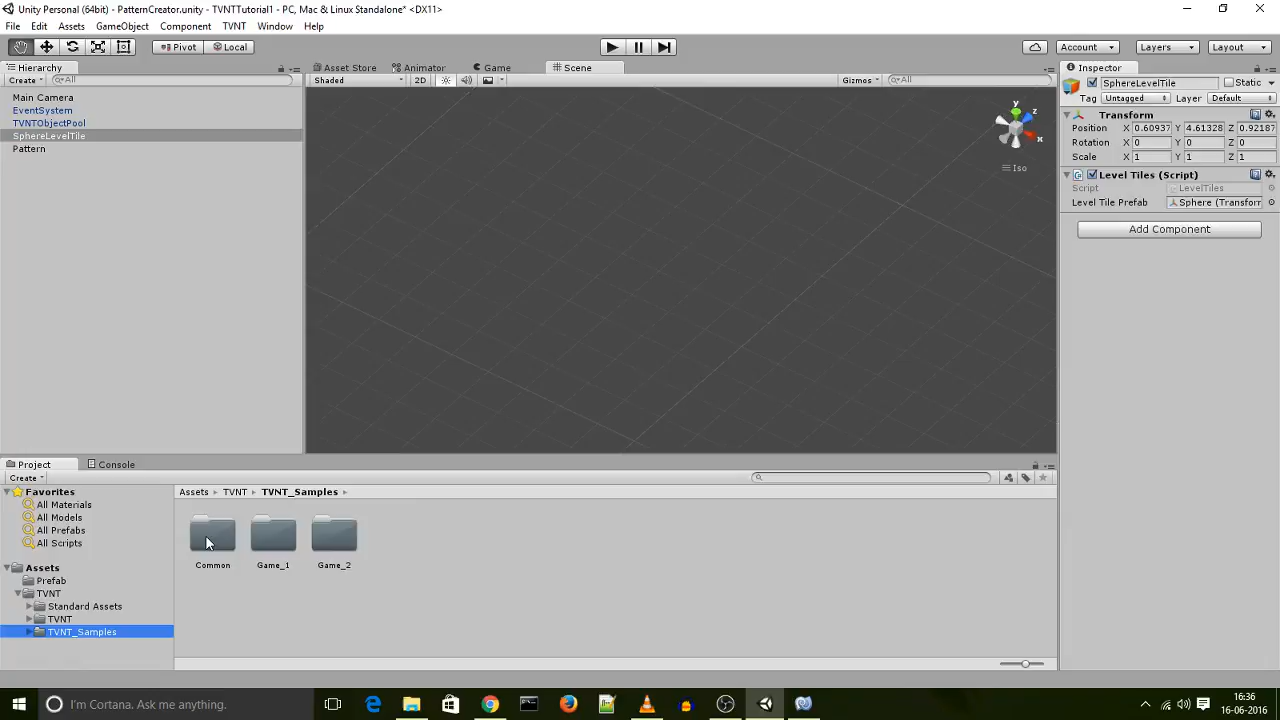 Unity Personal (64bit) - PatternCreator.unity - TVNTTutorial1 - PC, Mac & Linux Standalone* <DX11>
File Edit Assets GameObject Component TVNT Window Help
Pivot Local Account Layers Layout
Hierarchy Asset Store Animator Game Scene Inspector
Create All Shaded 2D Gizmos All SphereLevelTile Static
Tag Untagged Layer Default
Main Camera
EventSystem
TVNTObjectPool
SphereLevelTile
Pattern
y
z
x
Iso
Transform
Position X 0.60937 Y 4.61328 Z 0.92187
Rotation X 0 Y 0 Z 0
Scale X 1 Y 1 Z 1
Level Tiles (Script)
Script LevelTiles
Level Tile Prefab Sphere (Transform
Add Component
Project Console
Create
Favorites
All Materials
All Models
All Prefabs
All Scripts
Assets
Prefab
TVNT
Standard Assets
TVNT
TVNT_Samples
Assets TVNT TVNT_Samples
Common Game_1 Game_2
I'm Cortana. Ask me anything.
16:36
16-06-2016